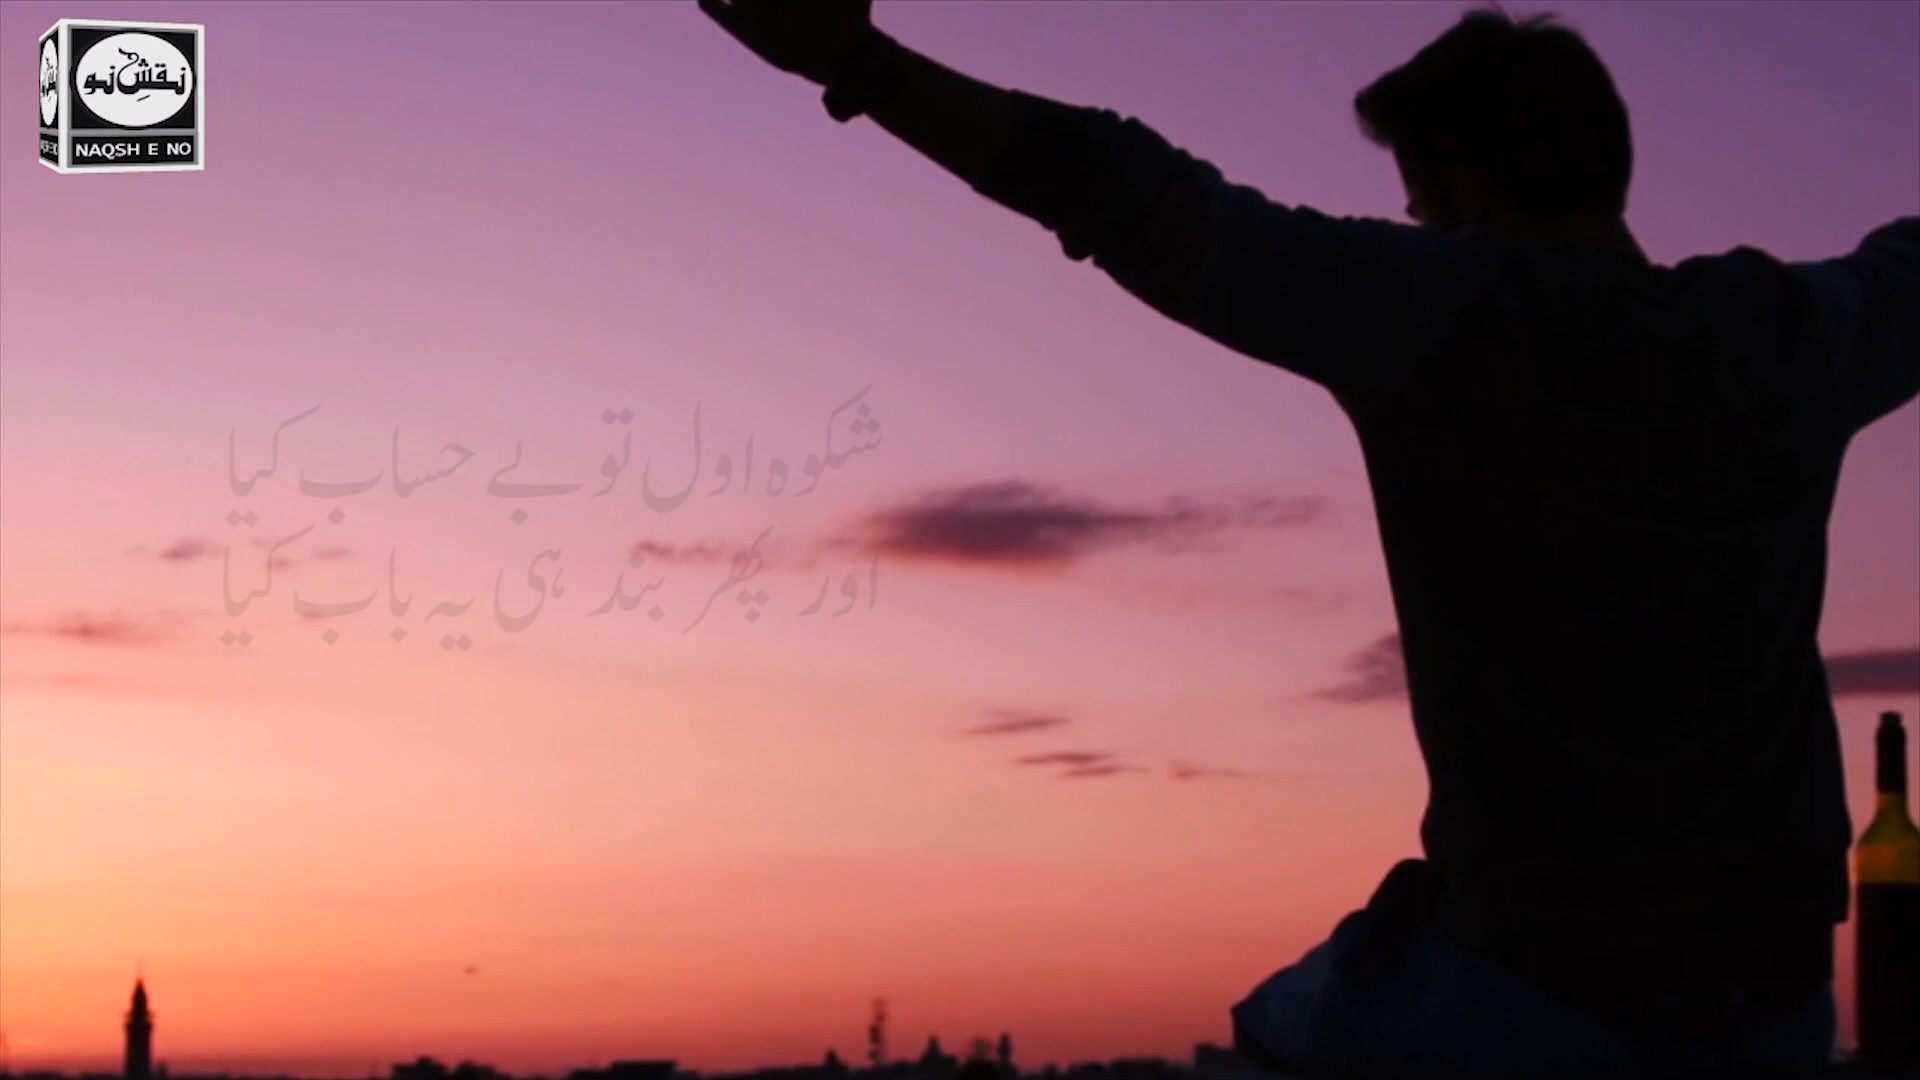 نقشِ نو
NAQSH E NO
شکوہ اول تو بے حساب کیا
اور پھر بند ہی یہ باب کیا